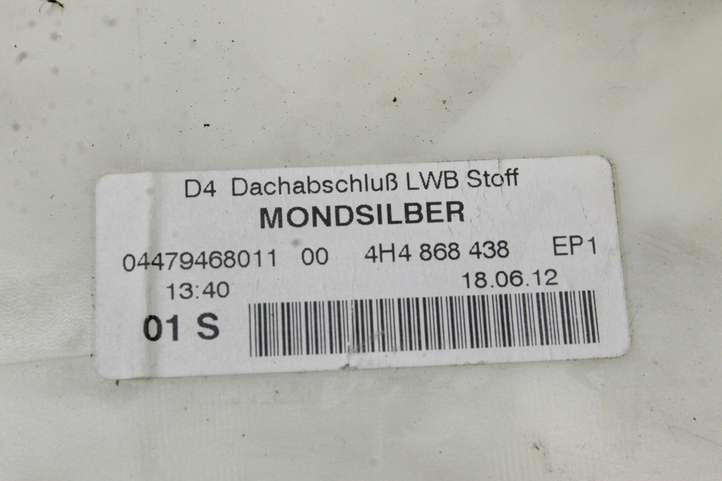 D4 Dachabschluß LWB Stoff
MONDSILBER
04479468011 00 4H4 868 438 EP1
13:40 18.06.12
01 S